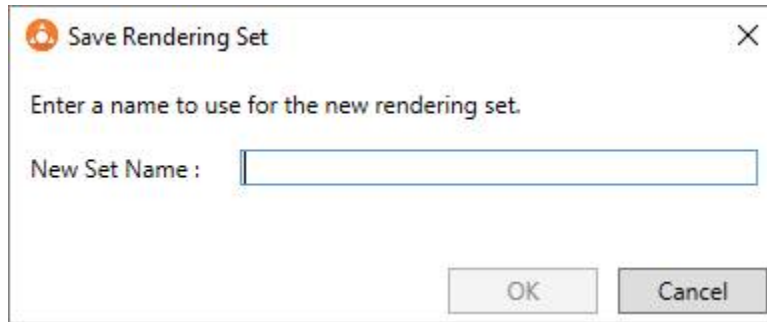 Save Rendering Set
Enter a name to use for the new rendering set.
New Set Name :
OK
Cancel